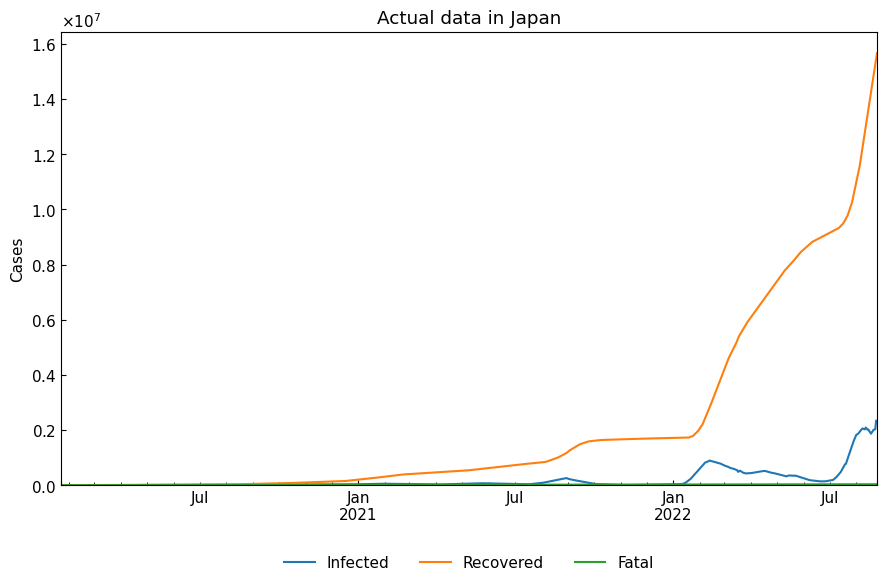 Actual data in Japan
×10⁷
1.6
1.4
1.2
1.0
0.8
0.6
0.4
0.2
0.0
Cases
Jul Jan Jul Jan Jul
2021 2022
Infected Recovered Fatal